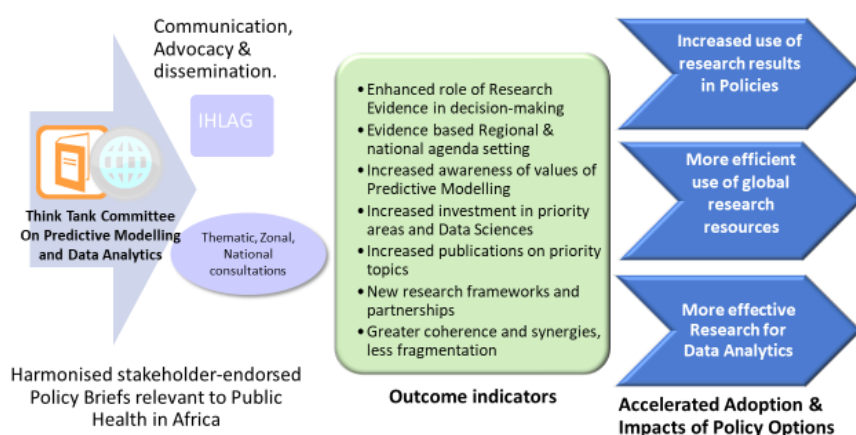 Communication,
Advocacy &
dissemination.
IHLAG
Think Tank Committee
On Predictive Modelling
and Data Analytics
Thematic, Zonal,
National
consultations
Harmonised stakeholder-endorsed
Policy Briefs relevant to Public
Health in Africa
•Enhanced role of Research
Evidence in decision-making
•Evidence based Regional &
national agenda setting
•Increased awareness of values of
Predictive Modelling
•Increased investment in priority
areas and Data Sciences
•Increased publications on priority
topics
•New research frameworks and
partnerships
•Greater coherence and synergies,
less fragmentation
Outcome indicators
Increased use of
research results
in Policies
More efficient
use of global
research
resources
More effective
Research for
Data Analytics
Accelerated Adoption &
Impacts of Policy Options